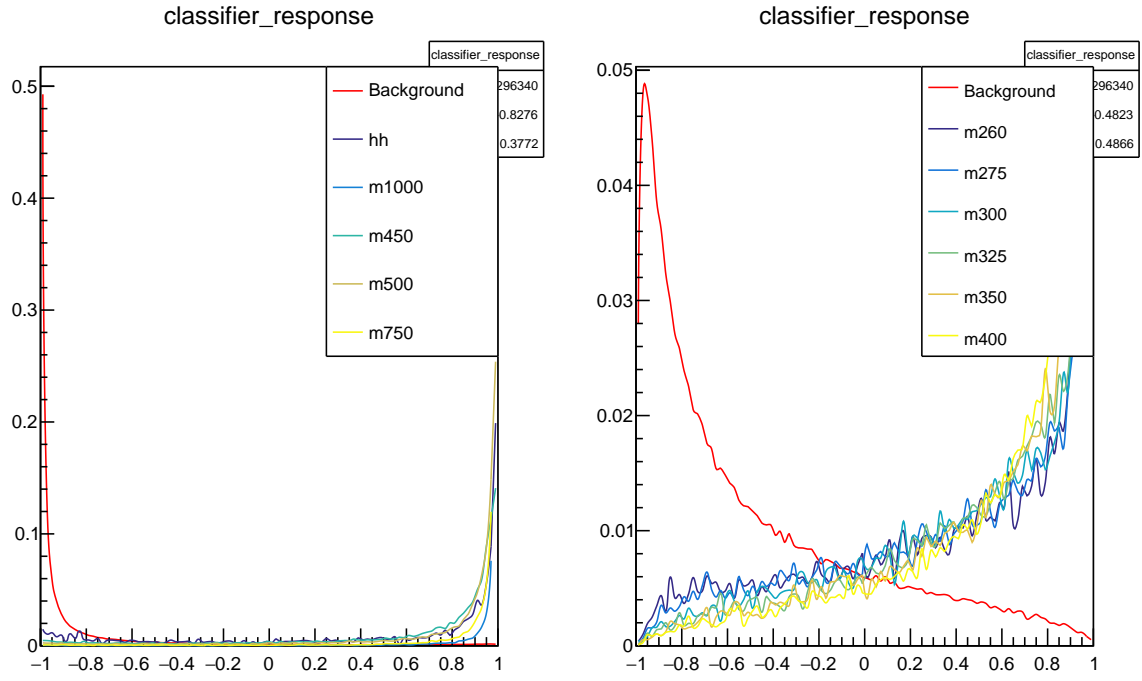 classifier_response
classifier_response
296340
0.8276
0.3772
Background
hh
m1000
m450
m500
m750
0.5
0.4
0.3
0.2
0.1
0
−1
−0.8
−0.6
−0.4
−0.2
0
0.2
0.4
0.6
0.8
1
classifier_response
classifier_response
296340
0.4823
0.4866
Background
m260
m275
m300
m325
m350
m400
0.05
0.04
0.03
0.02
0.01
0
−1
−0.8
−0.6
−0.4
−0.2
0
0.2
0.4
0.6
0.8
1